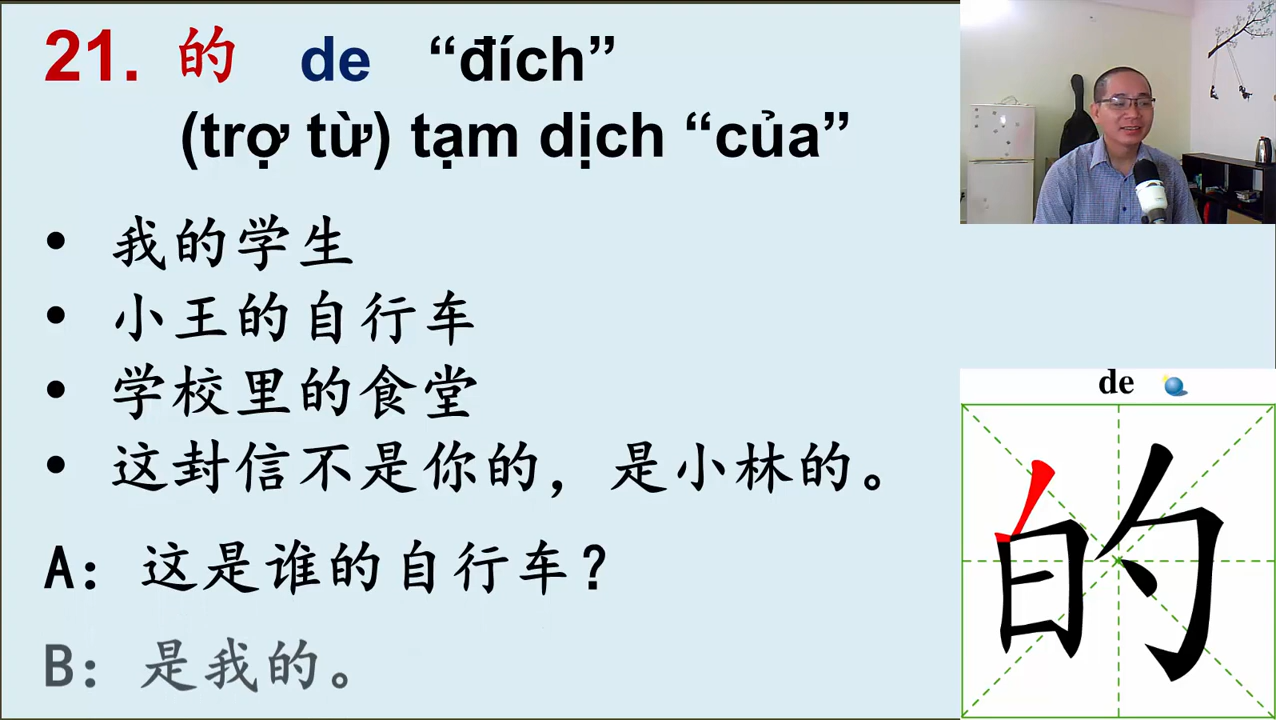 21. 的 de “đích”
(trợ từ) tạm dịch “của”
• 我的学生
• 小王的自行车
• 学校里的食堂
• 这封信不是你的，是小林的。
A：这是谁的自行车？
B：是我的。
de
的